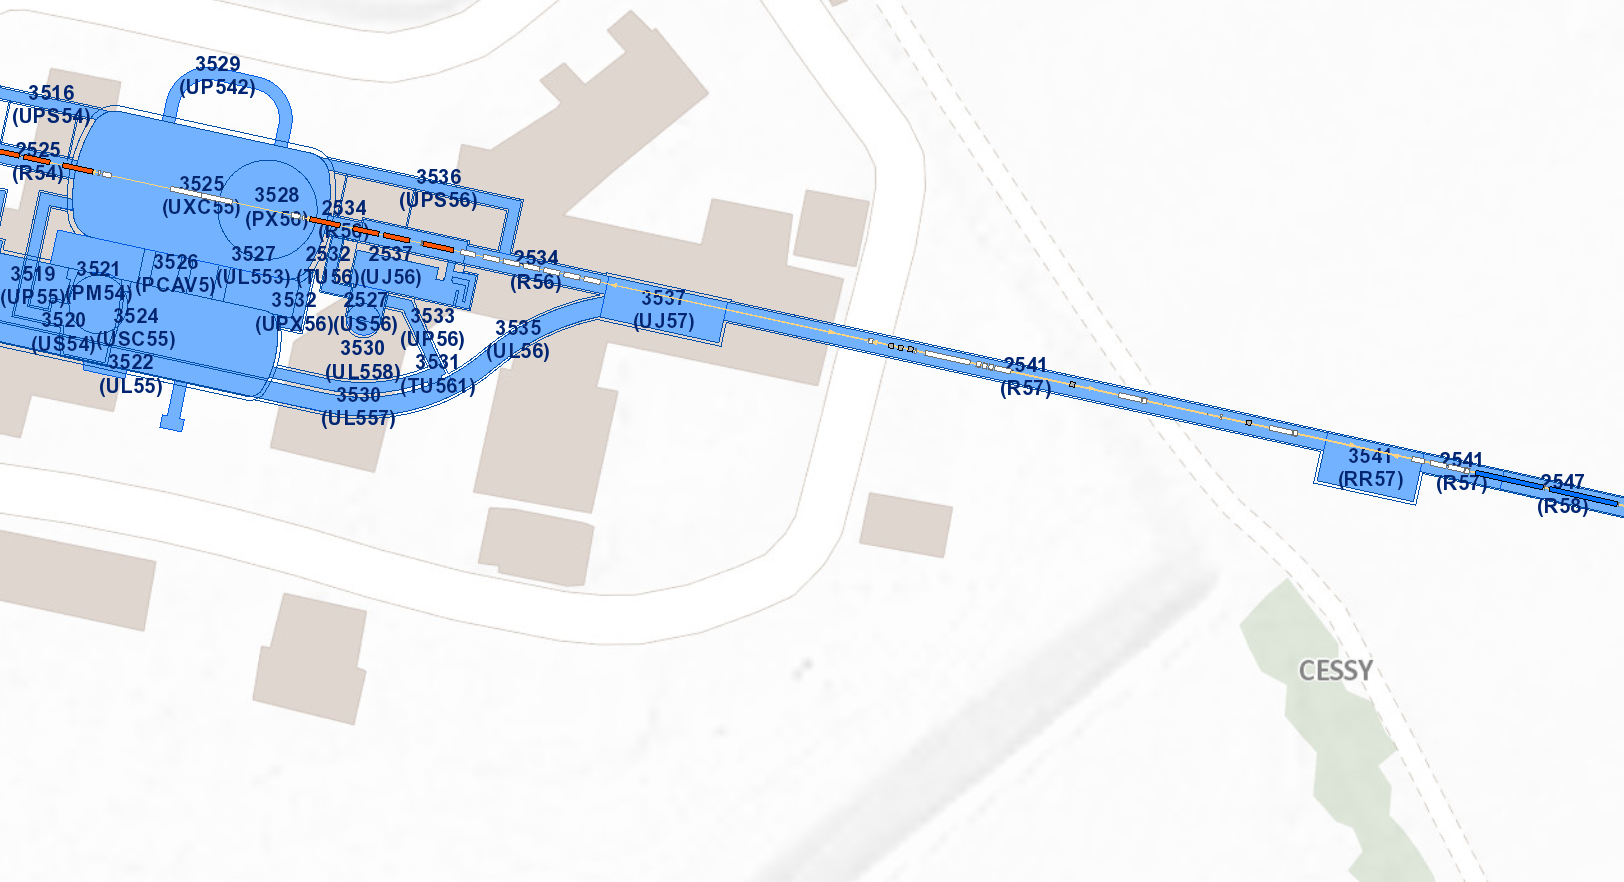 3529
(UP542)
3516
(UPS54)
2525
(R54)
3525
(UXC55)
3528
(PX56)
3536
(UPS56)
2534
(R56)
3527
(UL553)
2532
(TU56)
2537
(UJ56)
2534
(R56)
3519
(UP55)
3521
(PM54)
3526
(PCAV5)
3532
(UPX56)
2527
(US56)
3537
(UJ57)
3520
(US54)
3524
(USC55)
3533
(UP56)
3535
(UL56)
3522
(UL55)
3530
(UL558)
3531
(TU561)
3530
(UL557)
2541
(R57)
3541
(RR57)
2541
(R57)
2547
(R58)
CESSY